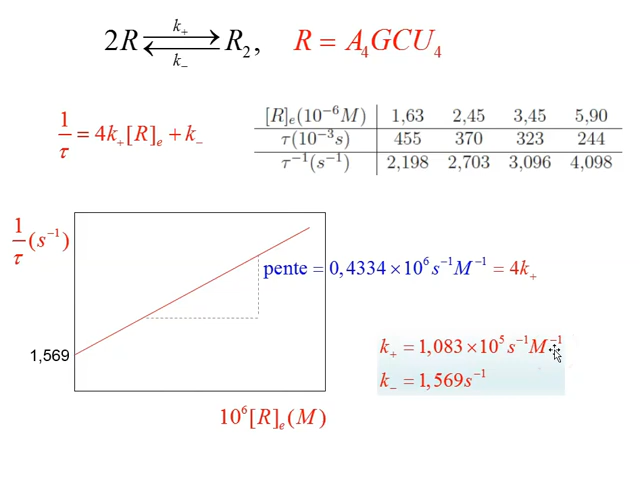 2R ⇄ R₂, R = A₄GCU₄
k₊
k₋
1/τ = 4k₊[R]ₑ + k₋
[R]ₑ(10⁻⁶M) 1,63 2,45 3,45 5,90
τ(10⁻³s) 455 370 323 244
τ⁻¹(s⁻¹) 2,198 2,703 3,096 4,098
1/τ (s⁻¹)
pente = 0,4334×10⁶ s⁻¹M⁻¹ = 4k₊
1,569
k₊ = 1,083×10⁵ s⁻¹M⁻¹
k₋ = 1,569s⁻¹
10⁶[R]ₑ(M)